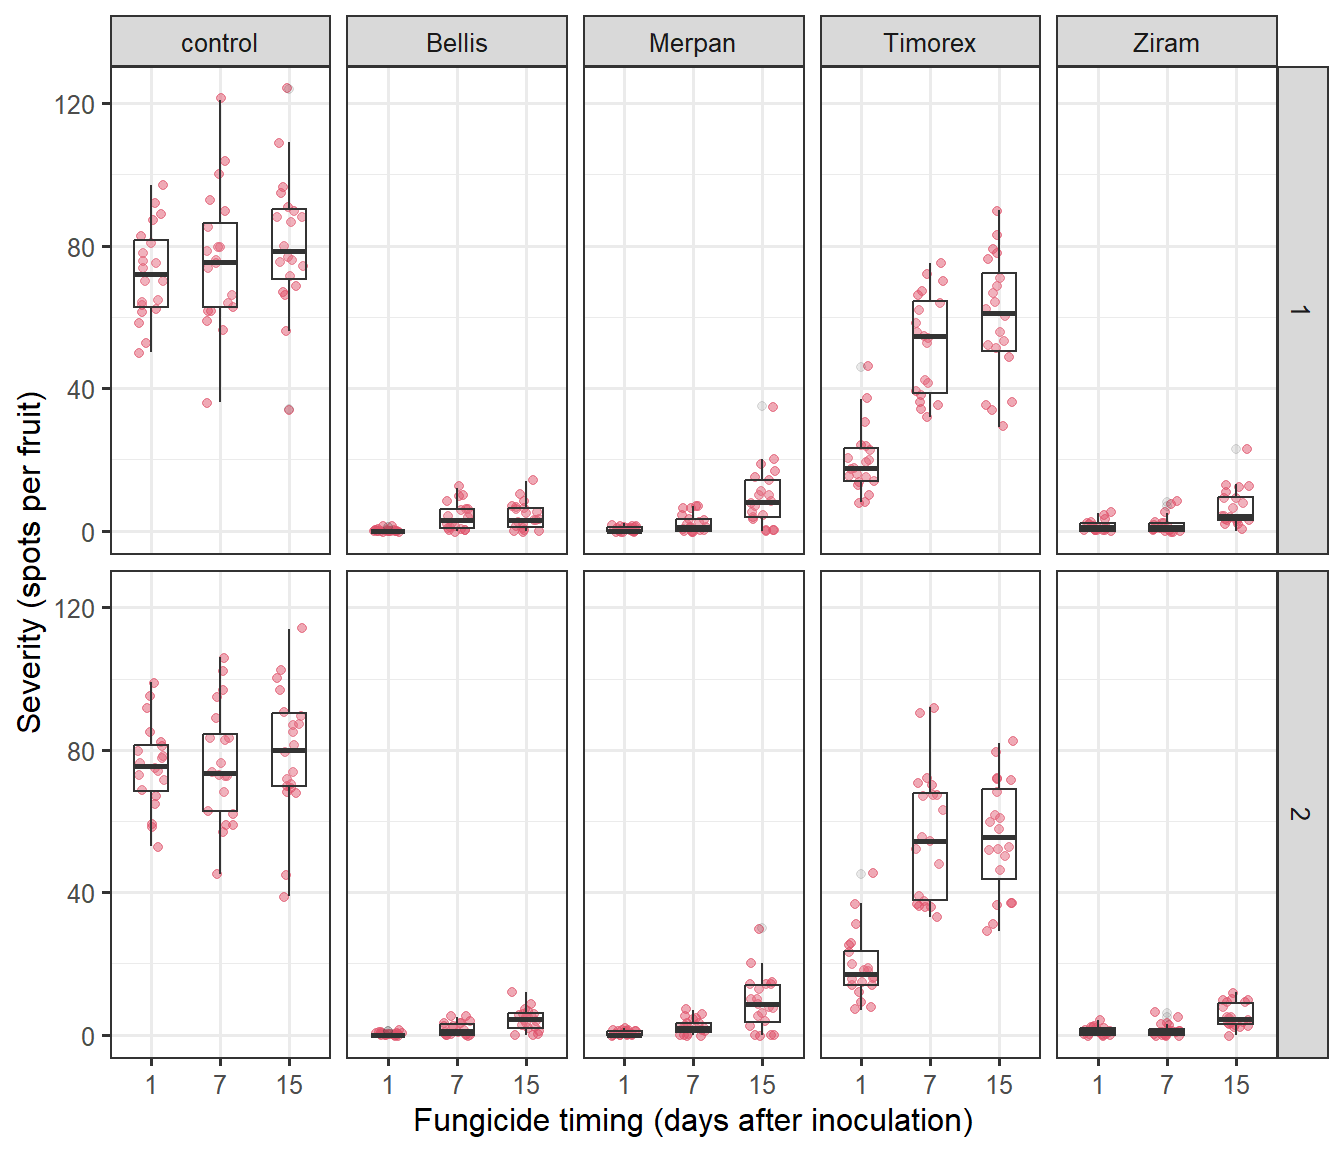 control Bellis Merpan Timorex Ziram
120
80
40
0
1
120
80
40
0
2
Severity (spots per fruit)
1 7 15 1 7 15 1 7 15 1 7 15 1 7 15
Fungicide timing (days after inoculation)